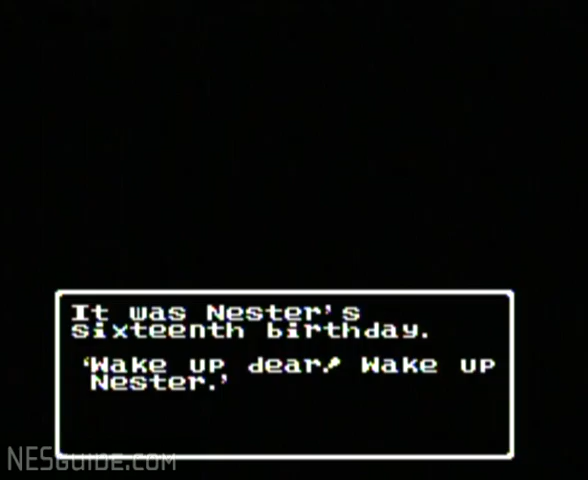 It was Nester's
sixteenth birthday.
'Wake up dear! Wake up
Nester.'
NESGUIDE.COM